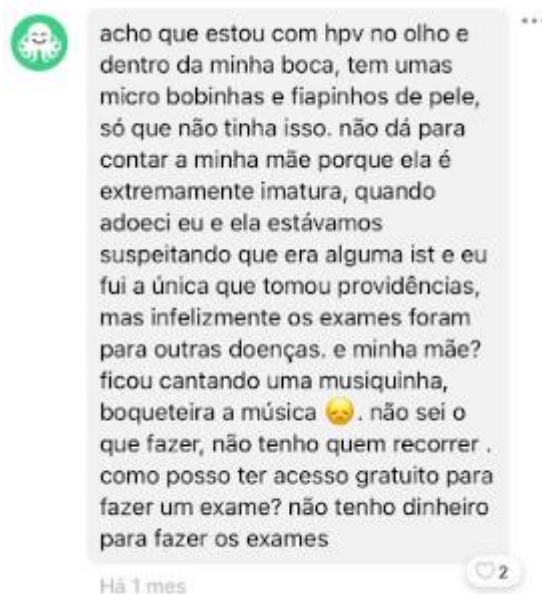 acho que estou com hpv no olho e
dentro da minha boca, tem umas
micro bobinhas e fiapinhos de pele,
só que não tinha isso. não dá para
contar a minha mãe porque ela é
extremamente imatura, quando
adoeci eu e ela estávamos
suspeitando que era alguma ist e eu
fui a única que tomou providências,
mas infelizmente os exames foram
para outras doenças. e minha mãe?
ficou cantando uma musiquinha,
boqueteira a música 😞. não sei o
que fazer, não tenho quem recorrer .
como posso ter acesso gratuito para
fazer um exame? não tenho dinheiro
para fazer os exames
2
Há 1 mes